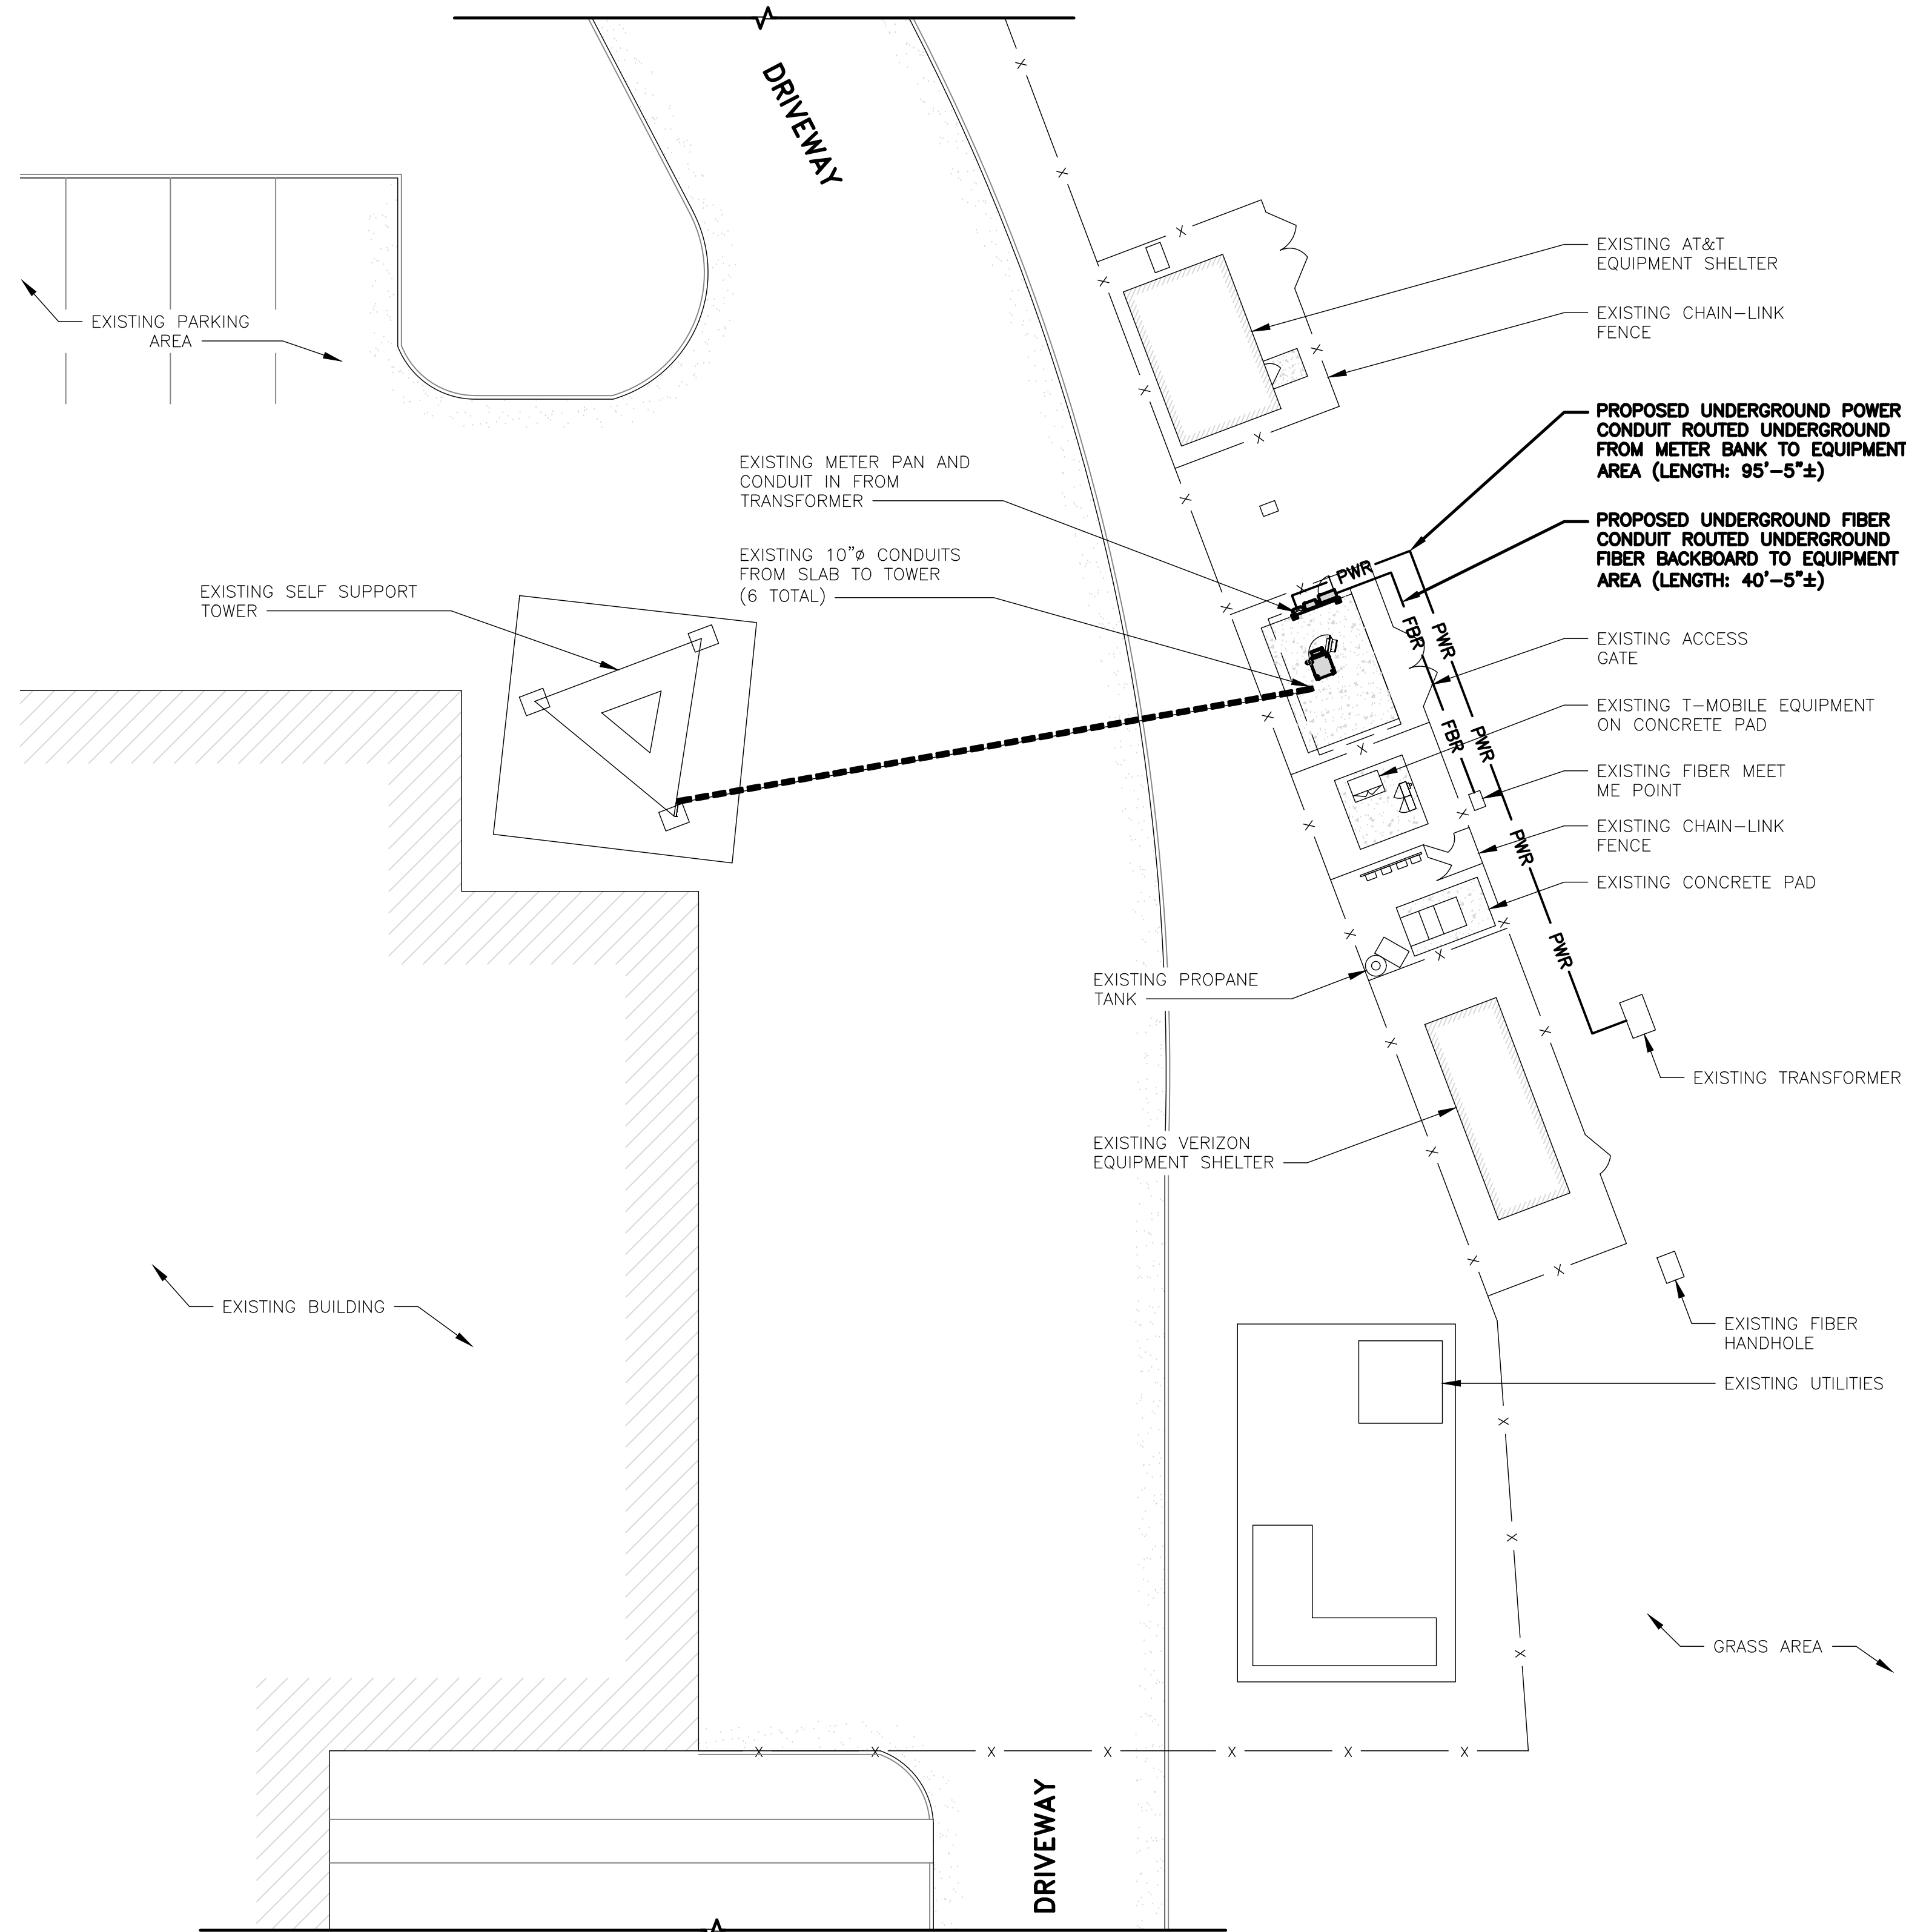 DRIVEWAY
EXISTING AT&T
EQUIPMENT SHELTER
EXISTING CHAIN-LINK
FENCE
EXISTING PARKING
AREA
PROPOSED UNDERGROUND POWER
CONDUIT ROUTED UNDERGROUND
FROM METER BANK TO EQUIPMENT
AREA (LENGTH: 95'-5"±)
EXISTING METER PAN AND
CONDUIT IN FROM
TRANSFORMER
PROPOSED UNDERGROUND FIBER
CONDUIT ROUTED UNDERGROUND
FIBER BACKBOARD TO EQUIPMENT
AREA (LENGTH: 40'-5"±)
EXISTING 10"ø CONDUITS
FROM SLAB TO TOWER
(6 TOTAL)
EXISTING SELF SUPPORT
TOWER
PWR
FBR
PWR
EXISTING ACCESS
GATE
EXISTING T-MOBILE EQUIPMENT
ON CONCRETE PAD
FBR
PWR
EXISTING FIBER MEET
ME POINT
EXISTING CHAIN-LINK
FENCE
PWR
EXISTING CONCRETE PAD
PWR
EXISTING PROPANE
TANK
EXISTING TRANSFORMER
EXISTING VERIZON
EQUIPMENT SHELTER
EXISTING BUILDING
EXISTING FIBER
HANDHOLE
EXISTING UTILITIES
GRASS AREA
DRIVEWAY